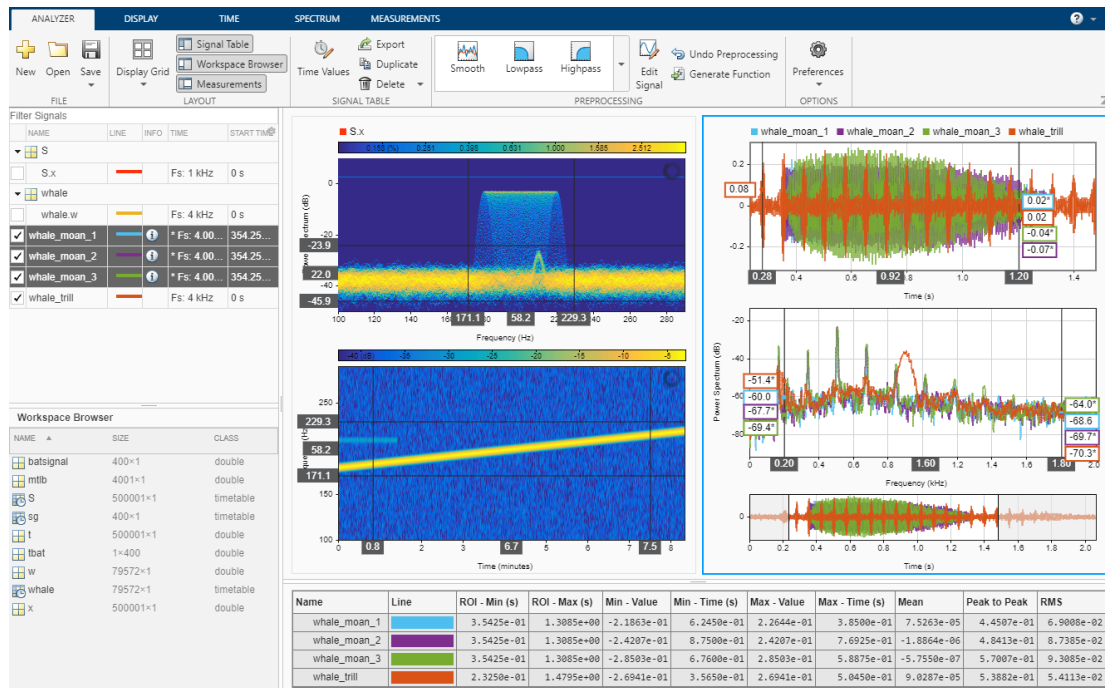 ANALYZER DISPLAY TIME SPECTRUM MEASUREMENTS ?
New Open Save Display Grid Signal Table Workspace Browser Measurements Time Values Export Duplicate Delete Smooth Lowpass Highpass Edit Signal Undo Preprocessing Generate Function Preferences
FILE LAYOUT SIGNAL TABLE PREPROCESSING OPTIONS
Filter Signals
NAME LINE INFO TIME START TIME
S
S.x Fs: 1 kHz 0 s
whale
whale.w Fs: 4 kHz 0 s
whale_moan_1 i * Fs: 4.00... 354.25...
whale_moan_2 i * Fs: 4.00... 354.25...
whale_moan_3 i * Fs: 4.00... 354.25...
whale_trill Fs: 4 kHz 0 s
Workspace Browser
NAME SIZE CLASS
batsignal 400×1 double
mtlb 4001×1 double
S 500001×1 timetable
sg 400×1 timetable
t 500001×1 double
tbat 1×400 double
w 79572×1 double
whale 79572×1 timetable
x 500001×1 double
S.x
(%) 0.251 0.398 0.631 1.000 1.585 2.512
0
-20
-23.9
22.0
-40
-45.9
100 120 140 171.1 58.2 229.3 240 260 280
Frequency (Hz)
(dB) -35 -30 -25 -20 -15 -10 -5
250
229.3
58.2
171.1
150
100
0 0.8 2 3 6.7 5 6 7.5 8
Time (minutes)
whale_moan_1 whale_moan_2 whale_moan_3 whale_trill
0.2
0.08
0
-0.2
0.02*
0.02
-0.04*
-0.07*
0.28 0.4 0.6 0.92 1.0 1.20 1.4
Time (s)
Power Spectrum (dB)
-20
-40
-51.4*
-60.0
-67.7*
-69.4*
-80
-64.0*
-68.6
-69.7*
-70.3*
0 0.20 0.4 0.6 0.8 1.60 1.2 1.4 1.6 1.80 2.0
Frequency (kHz)
0
0 0.2 0.4 0.6 0.8 1.0 1.2 1.4 1.6 1.8 2.0
Time (s)
Name Line ROI - Min (s) ROI - Max (s) Min - Value Min - Time (s) Max - Value Max - Time (s) Mean Peak to Peak RMS
whale_moan_1 3.5425e-01 1.3085e+00 -2.1863e-01 6.2450e-01 2.2644e-01 3.8500e-01 7.5263e-05 4.4507e-01 6.9008e-02
whale_moan_2 3.5425e-01 1.3085e+00 -2.4207e-01 8.7500e-01 2.4207e-01 7.6925e-01 -1.8864e-06 4.8413e-01 8.7385e-02
whale_moan_3 3.5425e-01 1.3085e+00 -2.8503e-01 6.7600e-01 2.8503e-01 5.5875e-01 -5.7550e-07 5.7007e-01 9.3085e-02
whale_trill 2.3250e-01 1.4795e+00 -2.6941e-01 3.5650e-01 2.6941e-01 5.0450e-01 9.0287e-05 5.3882e-01 5.4113e-02